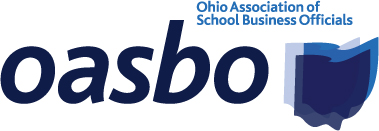 Ohio Association of
School Business Officials
oasbo